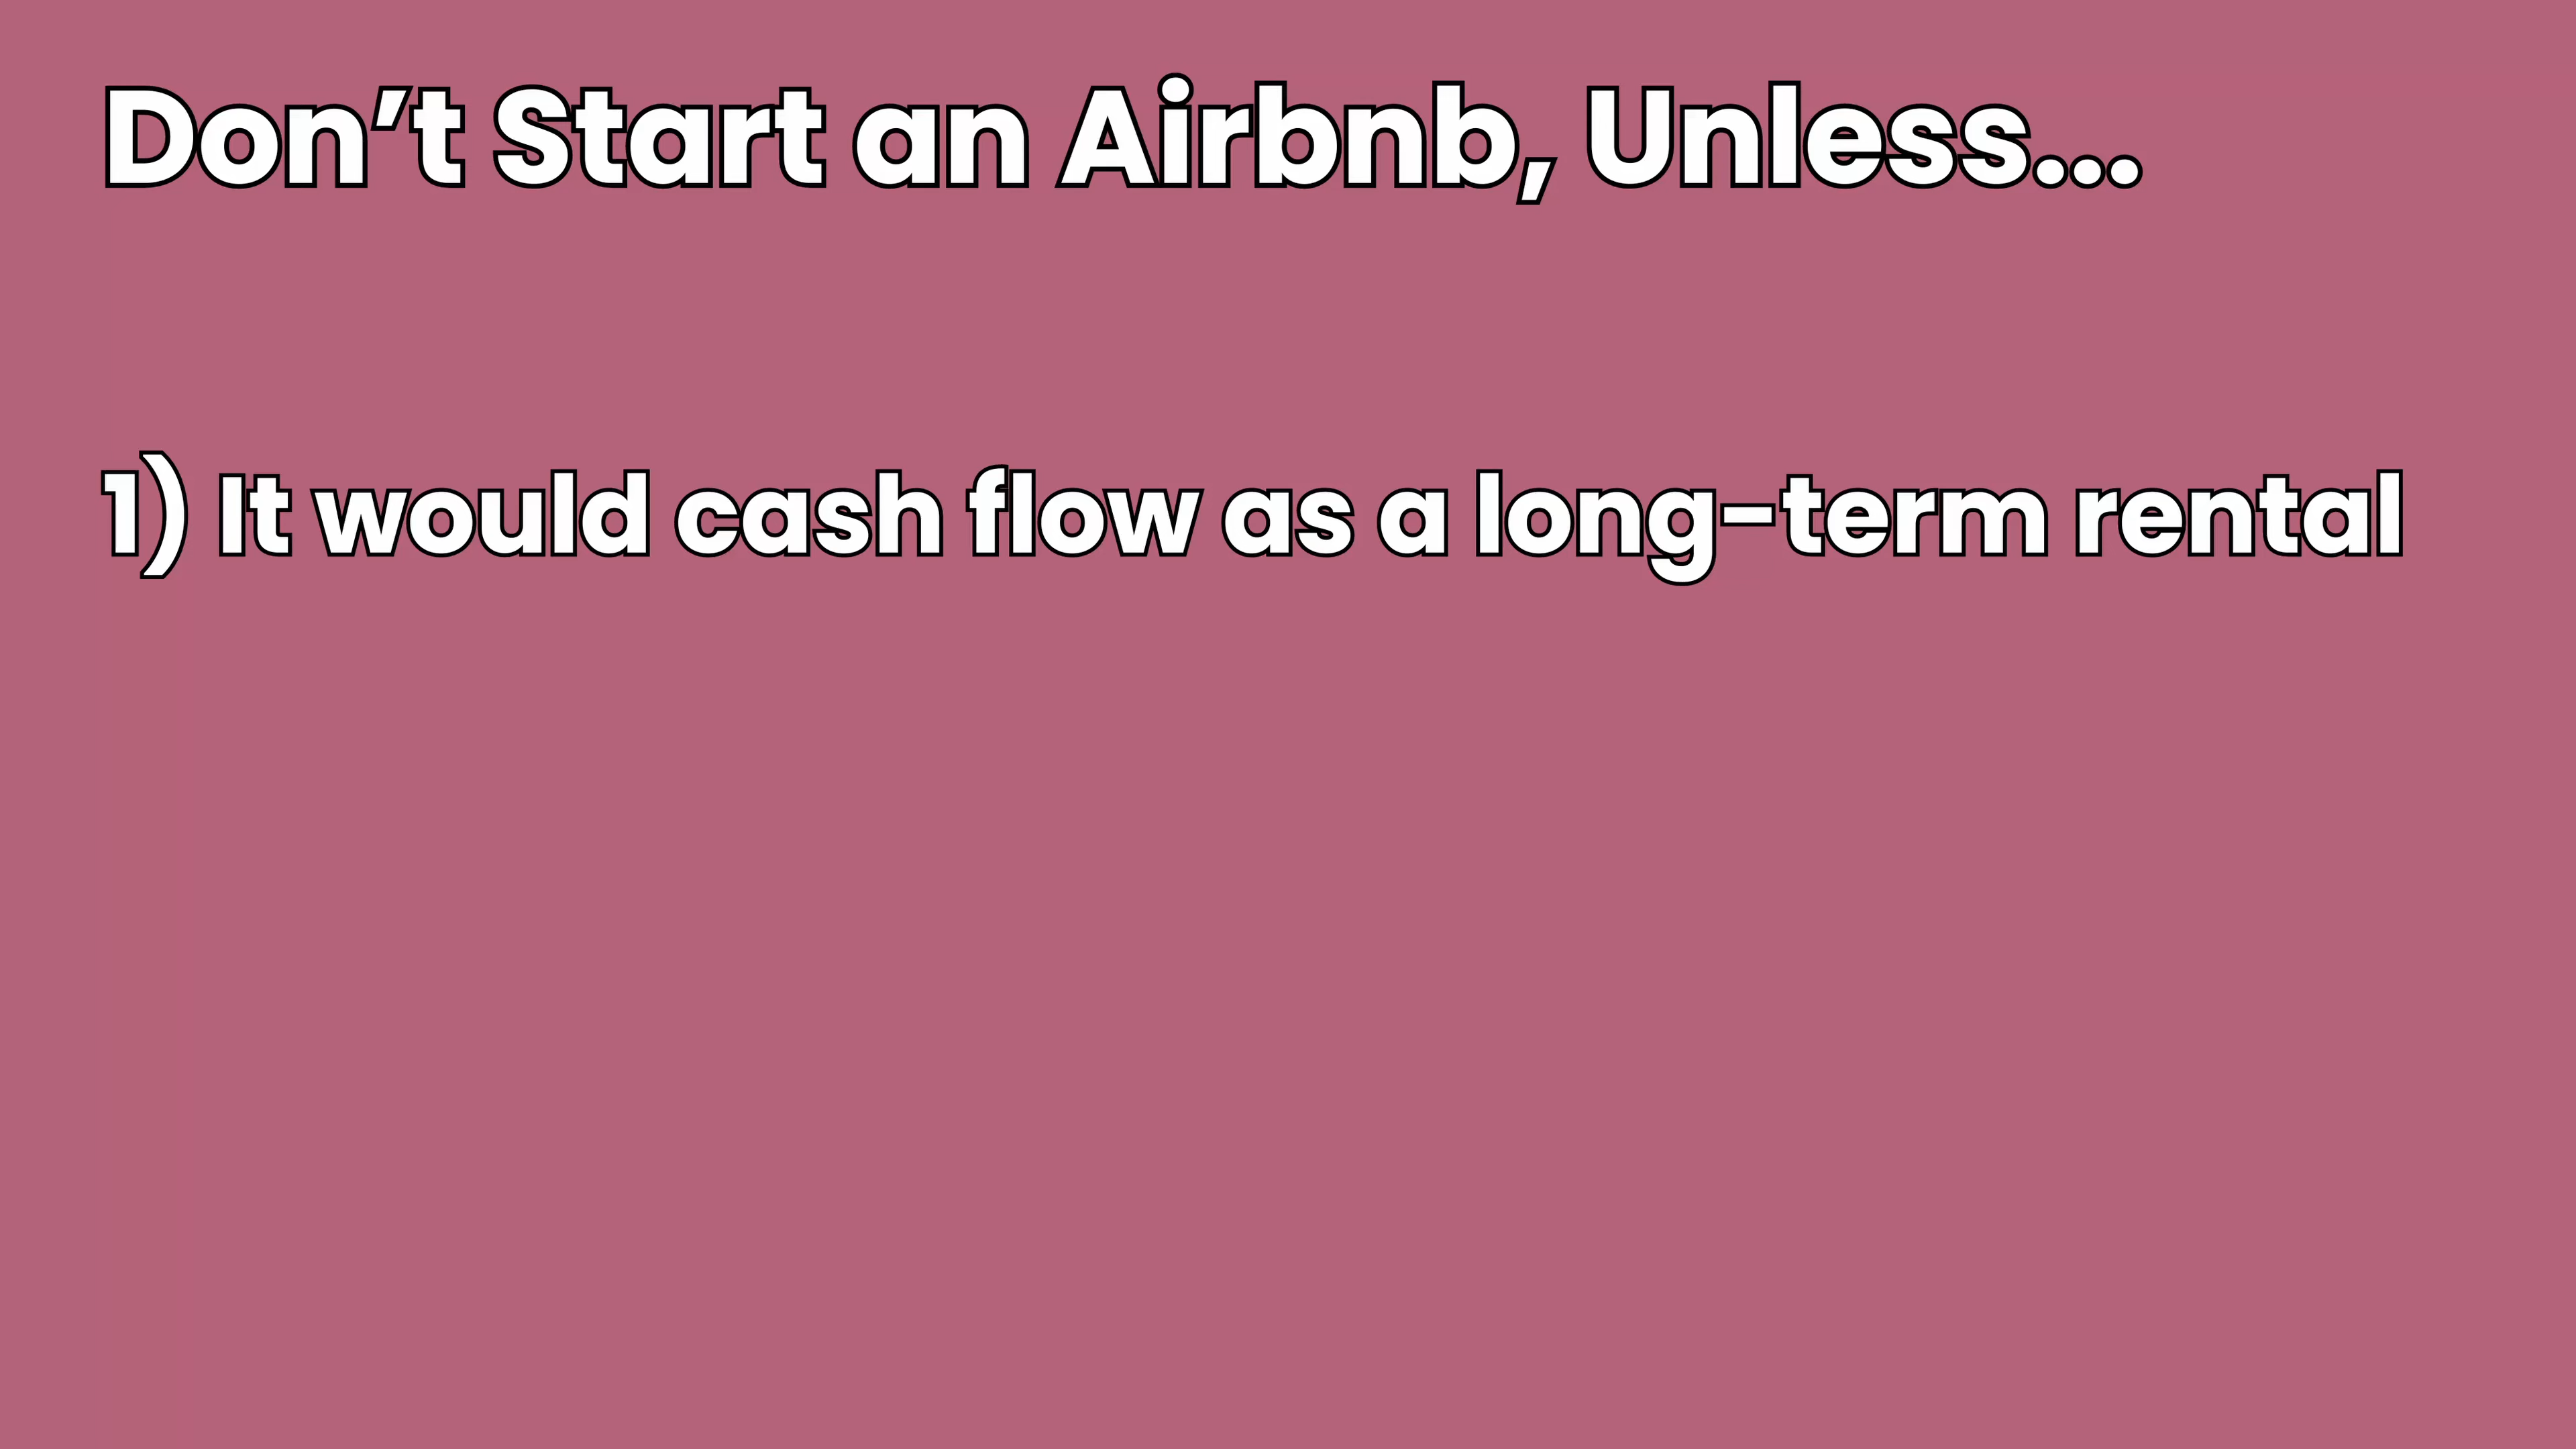 Don’t Start an Airbnb, Unless...
1) It would cash flow as a long-term rental